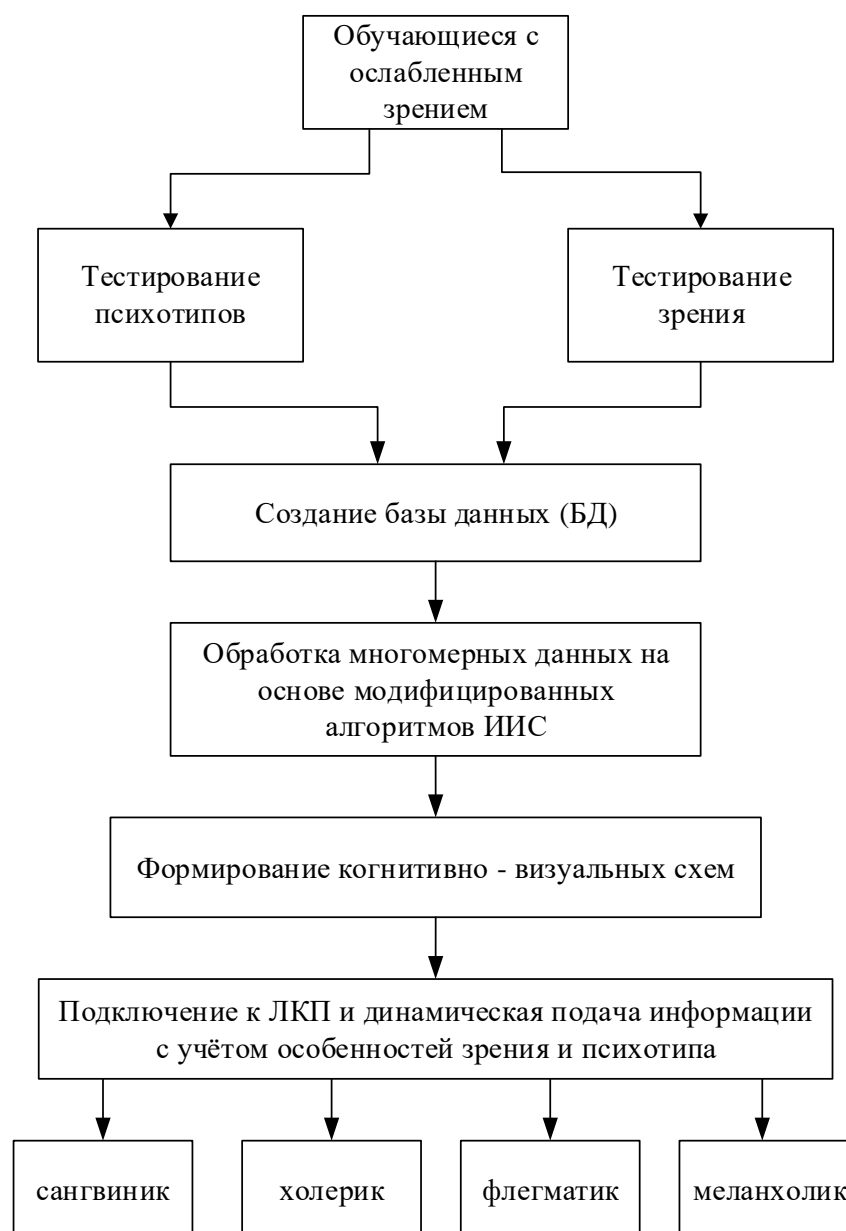 Обучающиеся с
ослабленным
зрением
Тестирование
психотипов
Тестирование
зрения
Создание базы данных (БД)
Обработка многомерных данных на
основе модифицированных
алгоритмов ИИС
Формирование когнитивно - визуальных схем
Подключение к ЛКП и динамическая подача информации
с учётом особенностей зрения и психотипа
сангвиник
холерик
флегматик
меланхолик